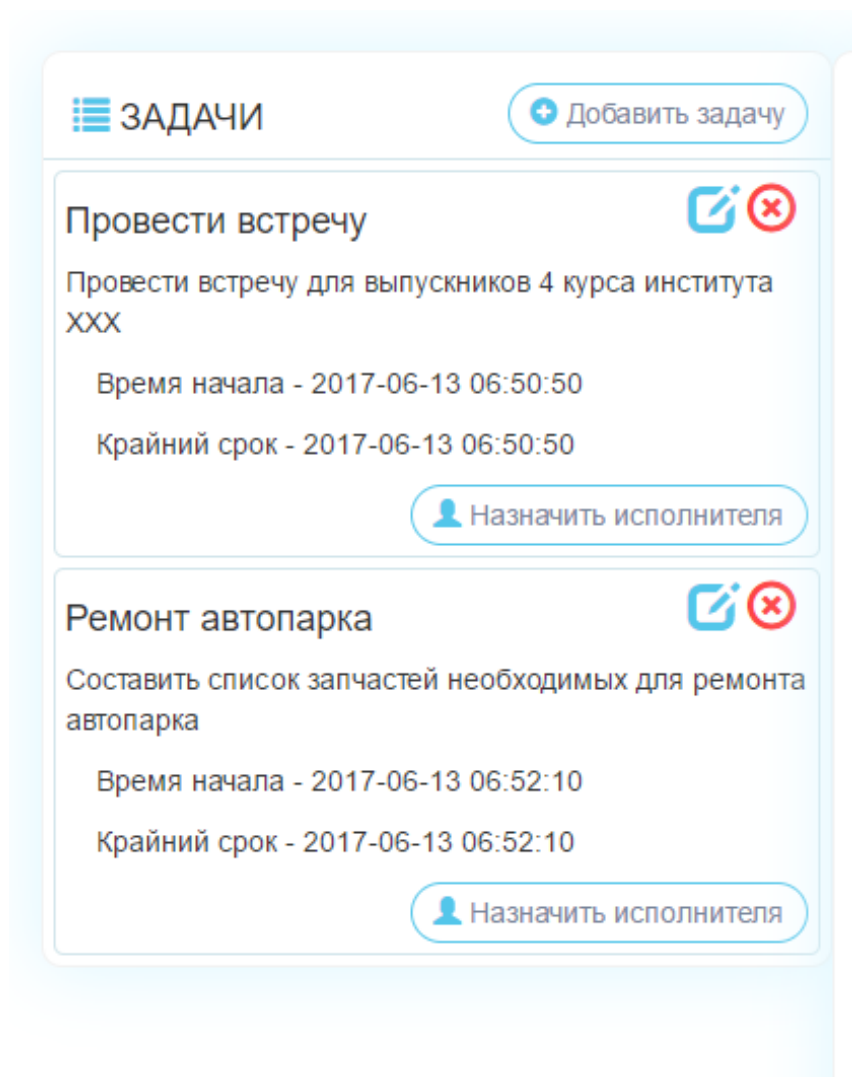 ЗАДАЧИ
Добавить задачу
Провести встречу
Провести встречу для выпускников 4 курса института
XXX
Время начала - 2017-06-13 06:50:50
Крайний срок - 2017-06-13 06:50:50
Назначить исполнителя
Ремонт автопарка
Составить список запчастей необходимых для ремонта
автопарка
Время начала - 2017-06-13 06:52:10
Крайний срок - 2017-06-13 06:52:10
Назначить исполнителя